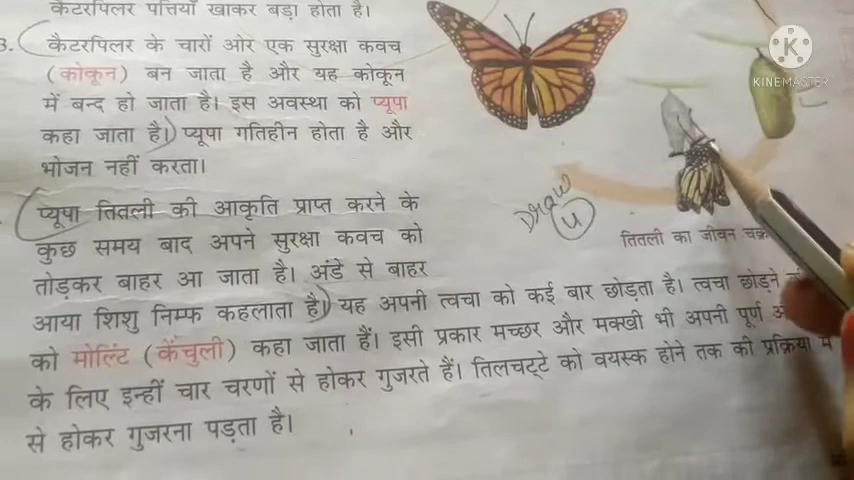 कैटरपिलर पत्तियाँ खाकर बड़ा होता है।
3. कैटरपिलर के चारों ओर एक सुरक्षा कवच
(कोकून) बन जाता है और यह कोकून
में बन्द हो जाता है। इस अवस्था को प्यूपा
कहा जाता है। प्यूपा गतिहीन होता है और
भोजन नहीं करता।
प्यूपा तितली की आकृति प्राप्त करने के
कुछ समय बाद अपने सुरक्षा कवच को
तोड़कर बाहर आ जाता है। अंडे से बाहर
आया शिशु निम्फ कहलाता है। यह अपनी त्वचा को कई बार छोड़ता है। त्वचा छोड़ने
को मोल्टिंग (केंचुली) कहा जाता हैं। इसी प्रकार मच्छर और मक्खी भी अपनी पूर्ण
के लिए इन्हीं चार चरणों से होकर गुजरते हैं। तिलचट्टे को वयस्क होने तक की प्रक्रिया में
से होकर गुजरना पड़ता है।
Draw
तितली का जीवन चक्र
KINEMASTER